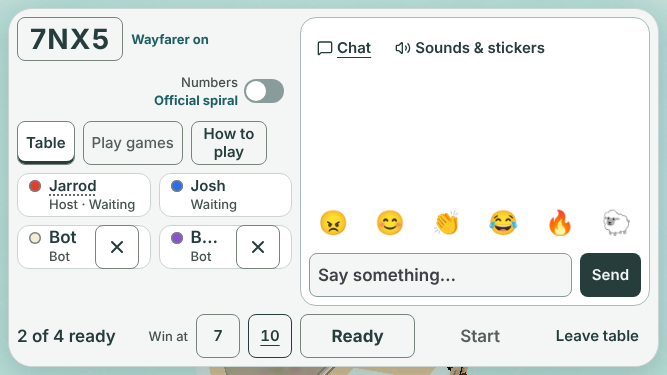 7NX5
Wayfarer on
Numbers
Official spiral
Table
Play games
How to
play
Jarrod
Host · Waiting
Josh
Waiting
Bot
Bot
B...
Bot
Chat
Sounds & stickers
Say something...
Send
2 of 4 ready
Win at
7
10
Ready
Start
Leave table